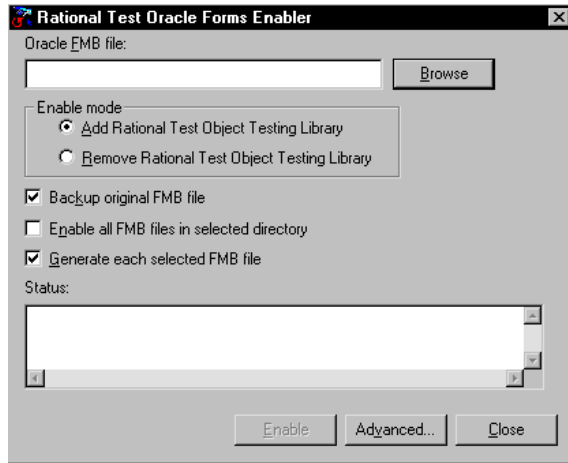 Rational Test Oracle Forms Enabler
Oracle FMB file:
Browse
Enable mode
Add Rational Test Object Testing Library
Remove Rational Test Object Testing Library
Backup original FMB file
Enable all FMB files in selected directory
Generate each selected FMB file
Status:
Enable Advanced... Close